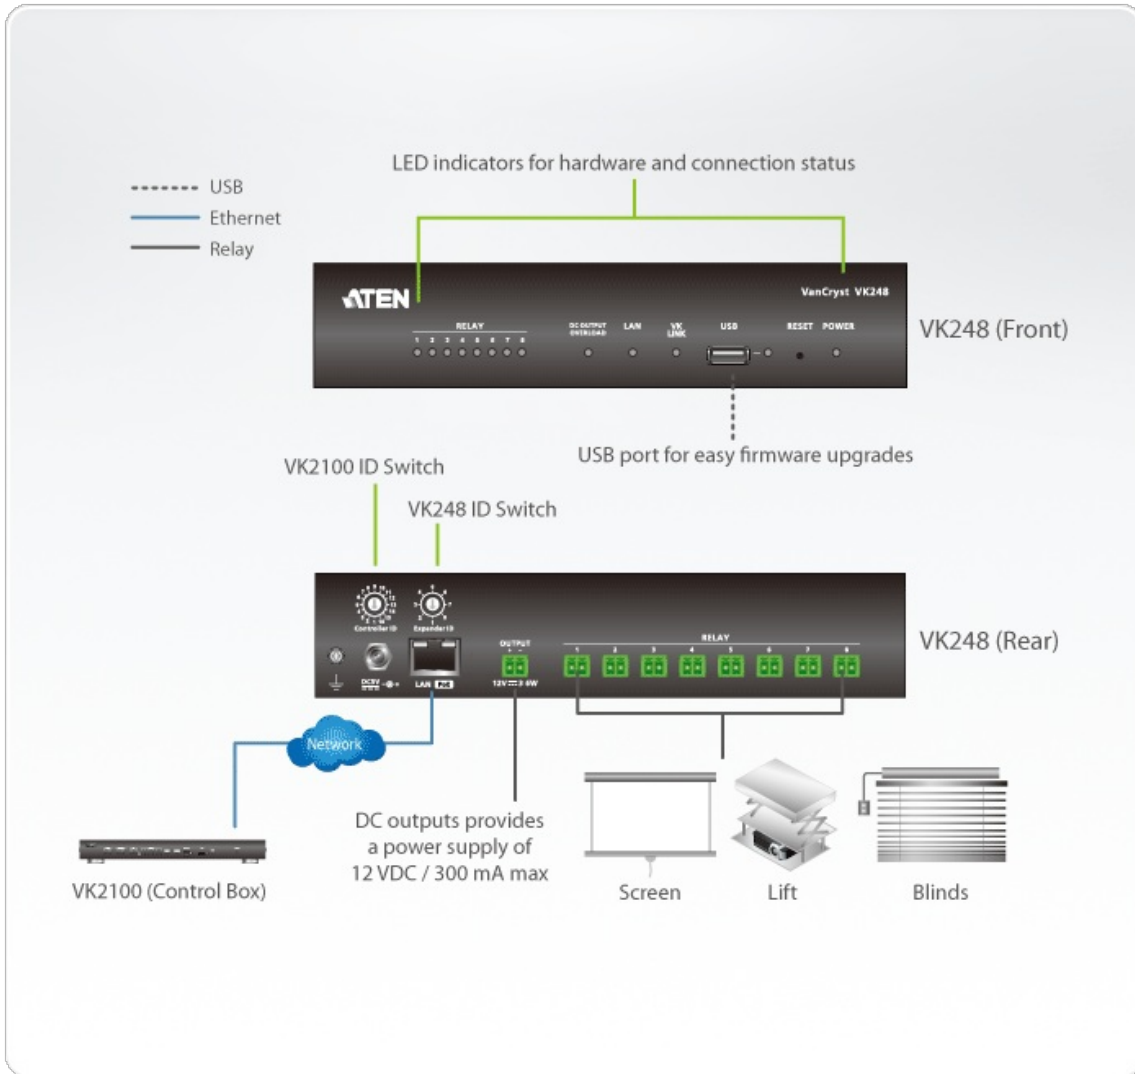 LED indicators for hardware and connection status
USB
Ethernet
Relay
ATEN
VanCryst VK248
RELAY
1 2 3 4 5 6 7 8
DC OUTPUT
OVERLOAD
LAN
VK
LINK
USB
RESET
POWER
VK248 (Front)
USB port for easy firmware upgrades
VK2100 ID Switch
VK248 ID Switch
Controller ID
Expander ID
DC5V
LAN PoE
OUTPUT
+ -
12V 3.6W
RELAY
1 2 3 4 5 6 7 8
VK248 (Rear)
Network
VK2100 (Control Box)
DC outputs provides
a power supply of
12 VDC / 300 mA max
Screen
Lift
Blinds